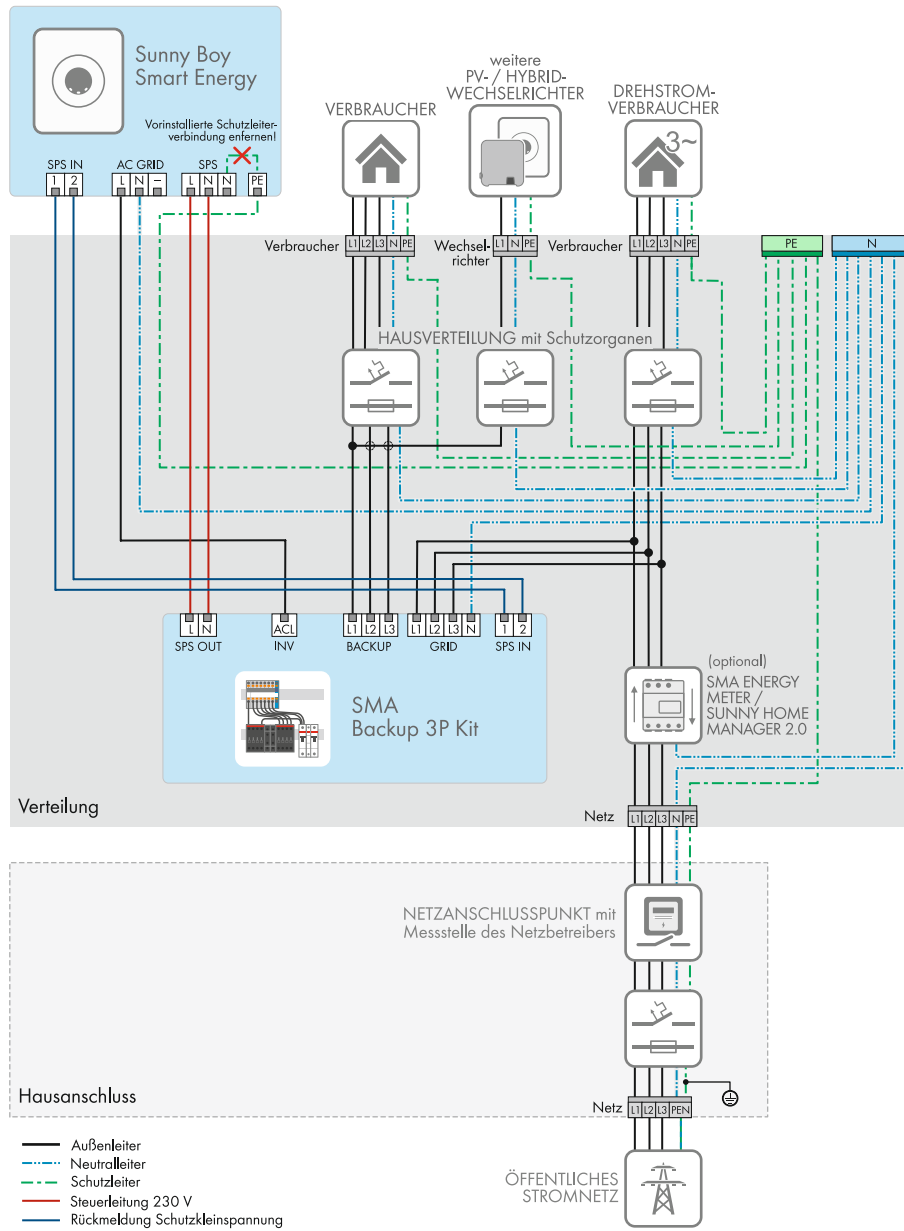 Sunny Boy
Smart Energy
Vorinstallierte Schutzleiter-
verbindung enfernen!
SPS IN
AC GRID
SPS
1 2
L N –
L N N
PE
VERBRAUCHER
weitere
PV- / HYBRID-
WECHSELRICHTER
DREHSTROM-
VERBRAUCHER
3~
Verbraucher
L1 L2 L3 N PE
Wechsel-
richter
L1 N PE
Verbraucher
L1 L2 L3 N PE
PE
N
HAUSVERTEILUNG mit Schutzorganen
L N
SPS OUT
ACL
INV
L1 L2 L3
BACKUP
L1 L2 L3 N
GRID
1 2
SPS IN
SMA
Backup 3P Kit
(optional)
SMA ENERGY
METER /
SUNNY HOME
MANAGER 2.0
Verteilung
Netz
L1 L2 L3 N PE
NETZANSCHLUSSPUNKT mit
Messstelle des Netzbetreibers
Hausanschluss
Netz
L1 L2 L3 PEN
ÖFFENTLICHES
STROMNETZ
Außenleiter
Neutralleiter
Schutzleiter
Steuerleitung 230 V
Rückmeldung Schutzkleinspannung